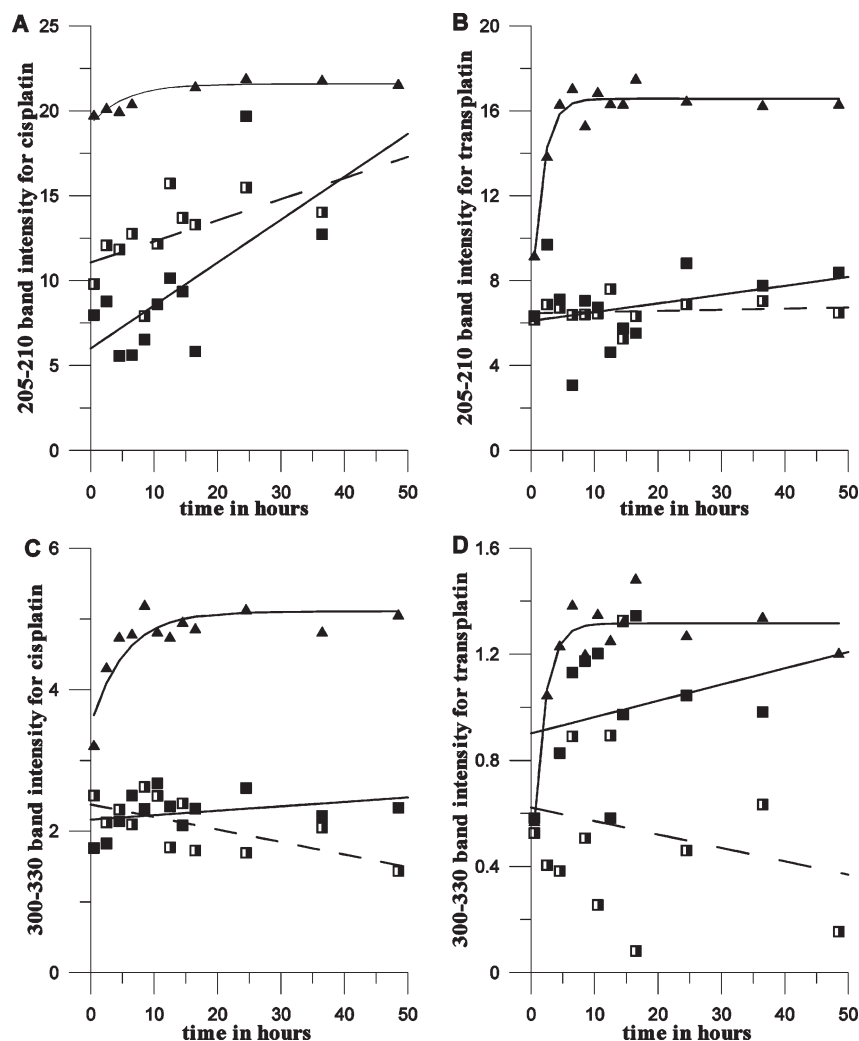 A
205-210 band intensity for cisplatin
25
20
15
10
5
0
0 10 20 30 40 50
time in hours
B
205-210 band intensity for transplatin
20
16
12
8
4
0
0 10 20 30 40 50
time in hours
C
300-330 band intensity for cisplatin
6
4
2
0
0 10 20 30 40 50
time in hours
D
300-330 band intensity for transplatin
1.6
1.2
0.8
0.4
0
0 10 20 30 40 50
time in hours